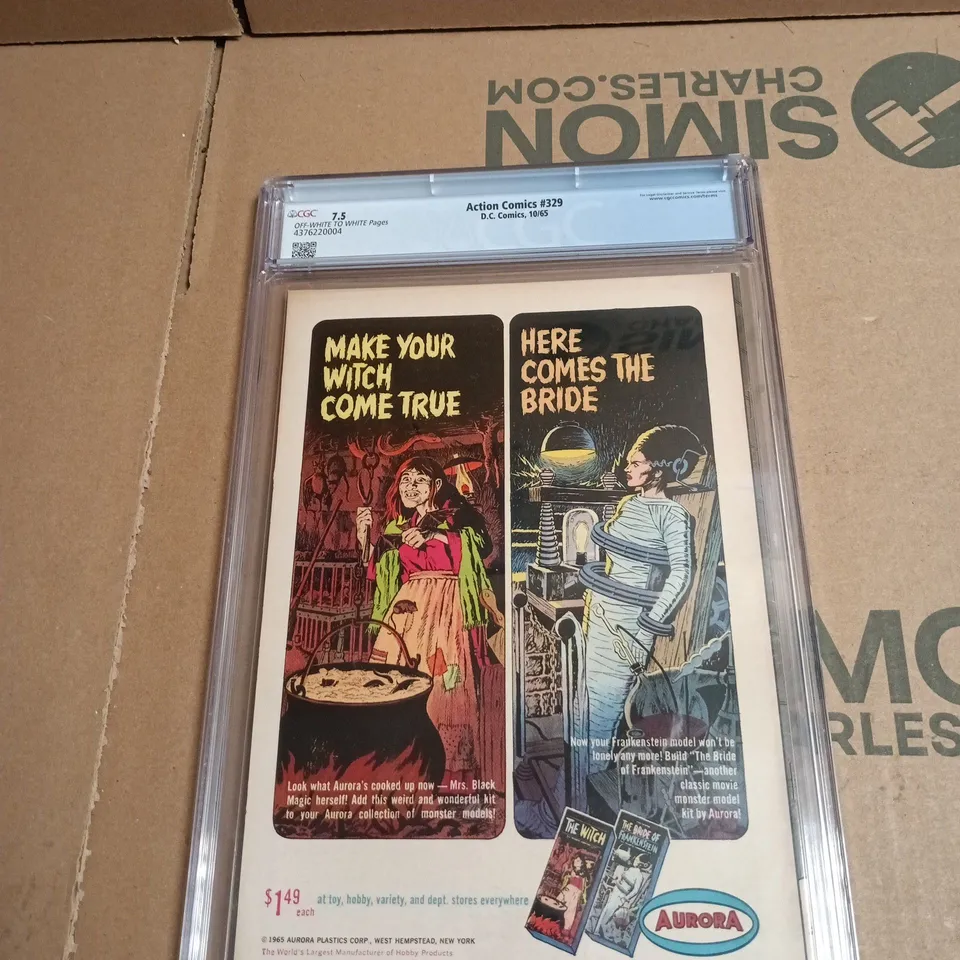 SIMON
CHARLES.COM
CGC 7.5
OFF-WHITE TO WHITE Pages
4376220004
Action Comics #329
D.C. Comics, 10/65
www.cgccomics.com/terms
CGC
MAKE YOUR
WITCH
COME TRUE
HERE
COMES THE
BRIDE
Look what Aurora's cooked up now — Mrs. Black
Magic herself! Add this weird and wonderful kit
to your Aurora collection of monster models!
Now your Frankenstein model won't be
lonely any more! Build "The Bride
of Frankenstein"—another
classic movie
monster model
kit by Aurora!
THE WITCH
THE BRIDE OF
FRANKENSTEIN
$1.49
each
at toy, hobby, variety, and dept. stores everywhere
AURORA
© 1965 AURORA PLASTICS CORP., WEST HEMPSTEAD, NEW YORK
The World's Largest Manufacturer of Hobby Products
MO
RLES